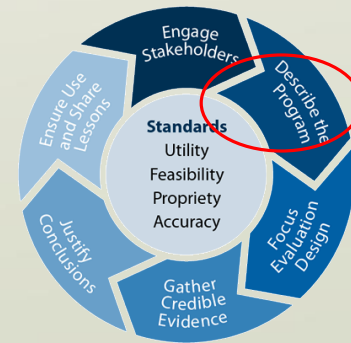 Engage
Stakeholders
Describe the
Program
Focus
Evaluation
Design
Gather
Credible
Evidence
Justify
Conclusions
Ensure Use
and Share
Lessons
Standards
Utility
Feasibility
Propriety
Accuracy